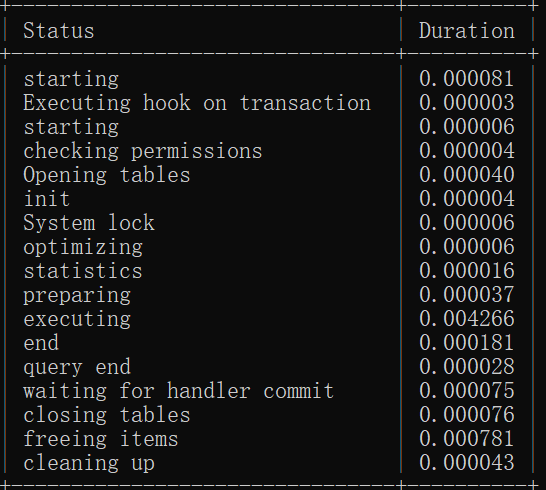 Status Duration
starting 0.000081
Executing hook on transaction 0.000003
starting 0.000006
checking permissions 0.000004
Opening tables 0.000040
init 0.000004
System lock 0.000006
optimizing 0.000006
statistics 0.000016
preparing 0.000037
executing 0.004266
end 0.000181
query end 0.000028
waiting for handler commit 0.000075
closing tables 0.000076
freeing items 0.000781
cleaning up 0.000043